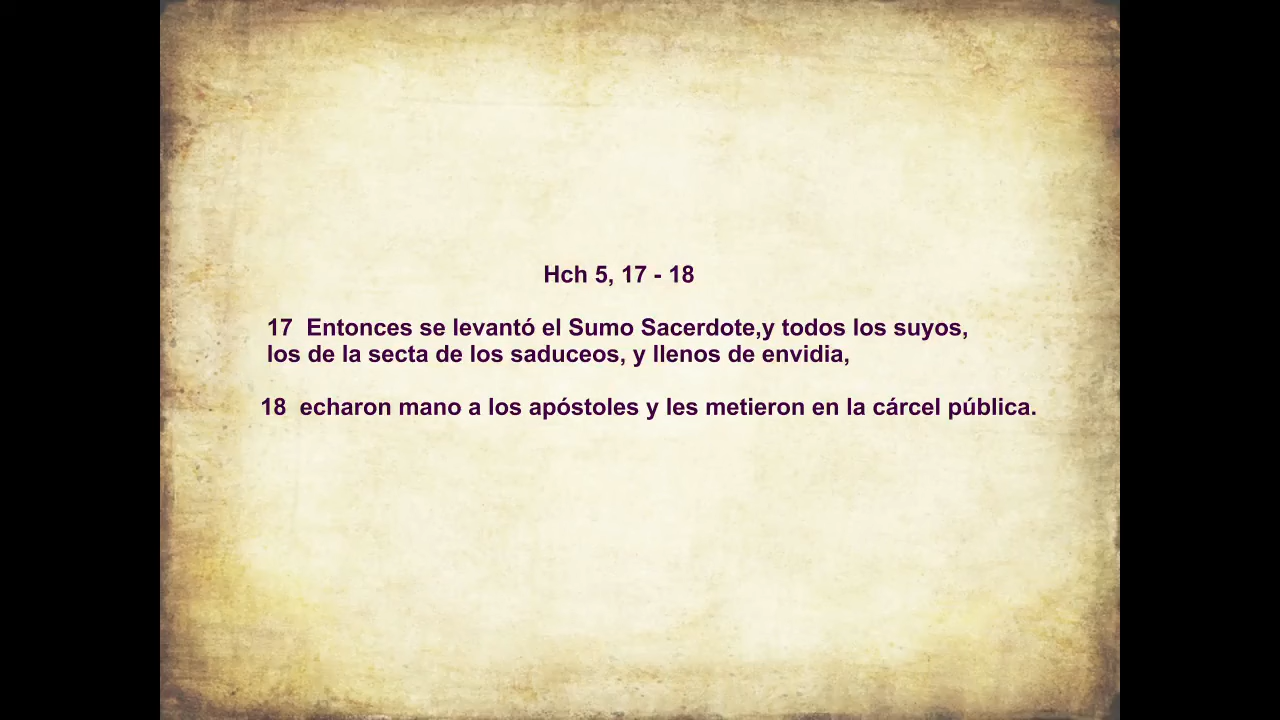 Hch 5, 17 - 18
17 Entonces se levantó el Sumo Sacerdote,y todos los suyos,
los de la secta de los saduceos, y llenos de envidia,
18 echaron mano a los apóstoles y les metieron en la cárcel pública.